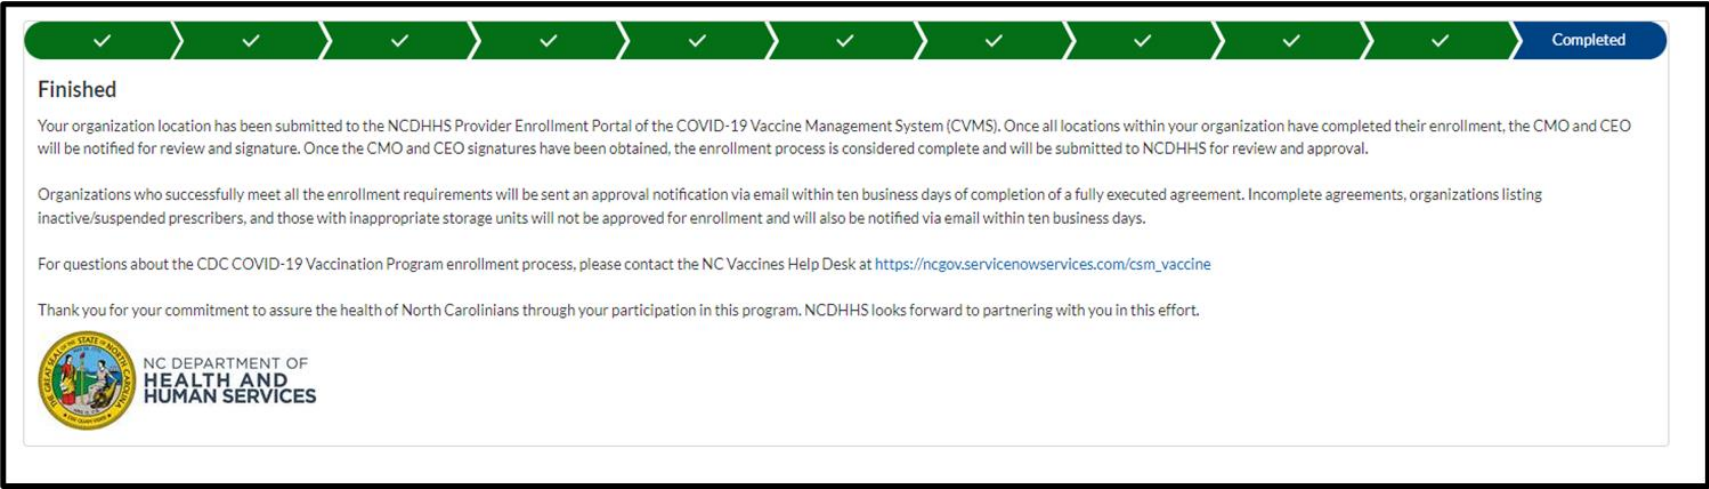 Completed
Finished
Your organization location has been submitted to the NCDHHS Provider Enrollment Portal of the COVID-19 Vaccine Management System (CVMS). Once all locations within your organization have completed their enrollment, the CMO and CEO
will be notified for review and signature. Once the CMO and CEO signatures have been obtained, the enrollment process is considered complete and will be submitted to NCDHHS for review and approval.
Organizations who successfully meet all the enrollment requirements will be sent an approval notification via email within ten business days of completion of a fully executed agreement. Incomplete agreements, organizations listing
inactive/suspended prescribers, and those with inappropriate storage units will not be approved for enrollment and will also be notified via email within ten business days.
For questions about the CDC COVID-19 Vaccination Program enrollment process, please contact the NC Vaccines Help Desk at https://ncgov.servicenowservices.com/csm_vaccine
Thank you for your commitment to assure the health of North Carolinians through your participation in this program. NCDHHS looks forward to partnering with you in this effort.
THE GREAT SEAL OF THE STATE OF NORTH CAROLINA
NC DEPARTMENT OF
HEALTH AND
HUMAN SERVICES